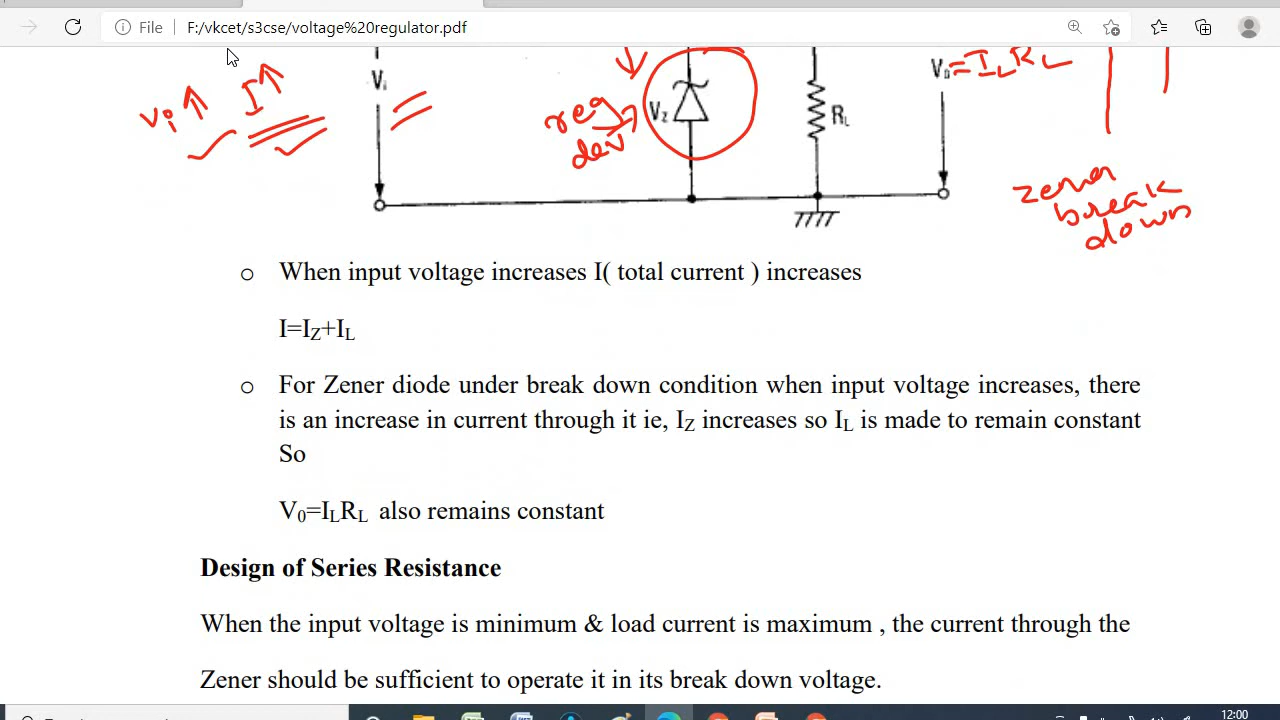 File F:/vkcet/s3cse/voltage%20regulator.pdf
Vi
Vi↑ I↑
reg
dev
VZ
RL
V0=ILRL
zener
break
down
o When input voltage increases I( total current ) increases
I=IZ+IL
o For Zener diode under break down condition when input voltage increases, there
is an increase in current through it ie, IZ increases so IL is made to remain constant
So
V0=ILRL also remains constant
Design of Series Resistance
When the input voltage is minimum & load current is maximum , the current through the
Zener should be sufficient to operate it in its break down voltage.
12:00